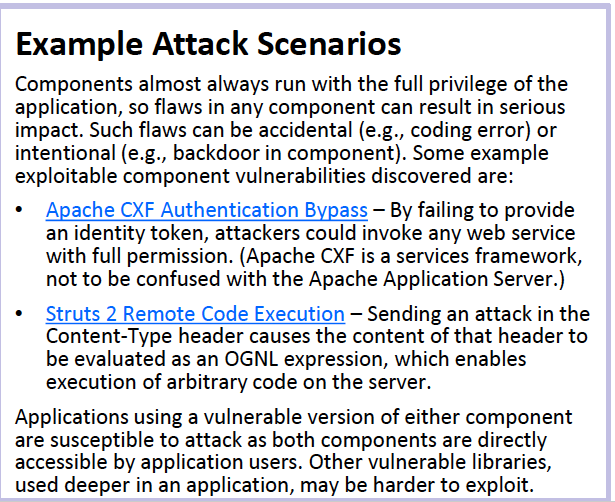 Example Attack Scenarios
Components almost always run with the full privilege of the
application, so flaws in any component can result in serious
impact. Such flaws can be accidental (e.g., coding error) or
intentional (e.g., backdoor in component). Some example
exploitable component vulnerabilities discovered are:
• Apache CXF Authentication Bypass – By failing to provide
an identity token, attackers could invoke any web service
with full permission. (Apache CXF is a services framework,
not to be confused with the Apache Application Server.)
• Struts 2 Remote Code Execution – Sending an attack in the
Content-Type header causes the content of that header to
be evaluated as an OGNL expression, which enables
execution of arbitrary code on the server.
Applications using a vulnerable version of either component
are susceptible to attack as both components are directly
accessible by application users. Other vulnerable libraries,
used deeper in an application, may be harder to exploit.